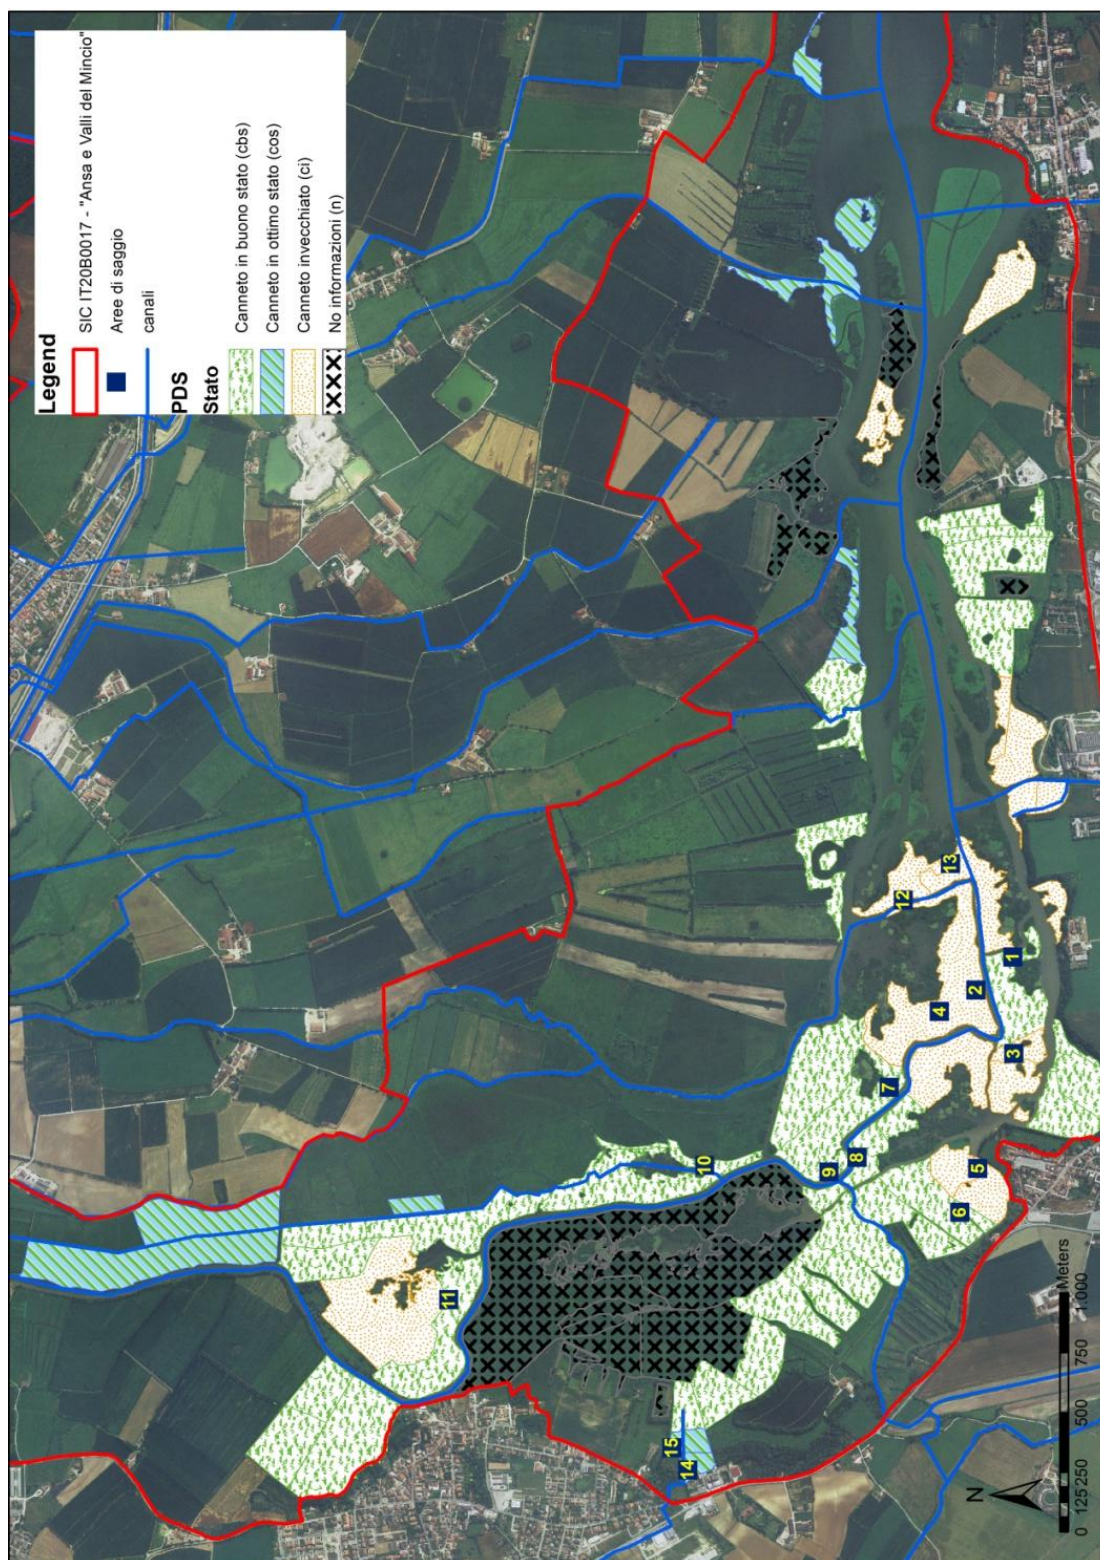 Legend
SIC IT20B0017 - "Ansa e Valli del Mincio"
Aree di saggio
canali
PDS
Stato
Canneto in buono stato (cbs)
Canneto in ottimo stato (cos)
Canneto invecchiato (ci)
No informazioni (n)
11
10
15
14
9
8
7
6
5
4
3
2
1
12
13
N
0 125 250 500 750 1.000
Meters